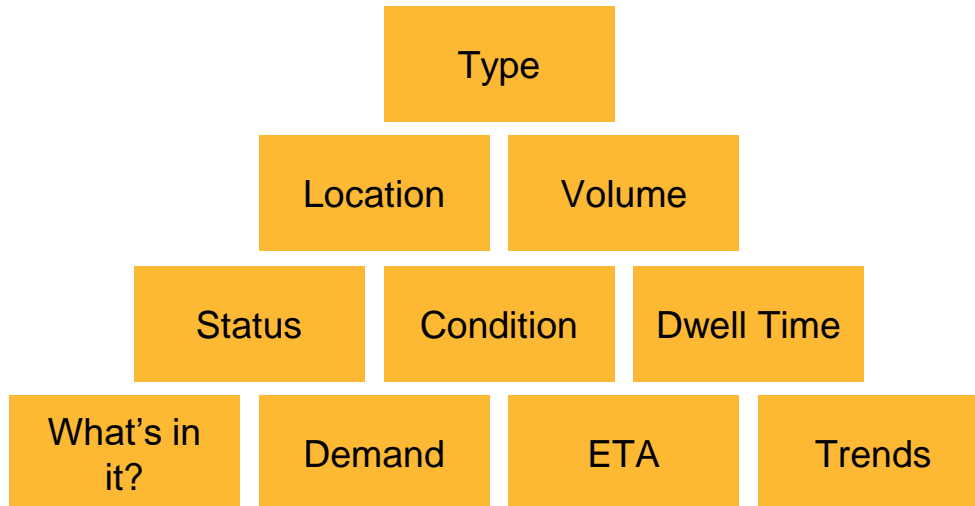 Type
Location
Volume
Status
Condition
Dwell Time
What’s in
it?
Demand
ETA
Trends